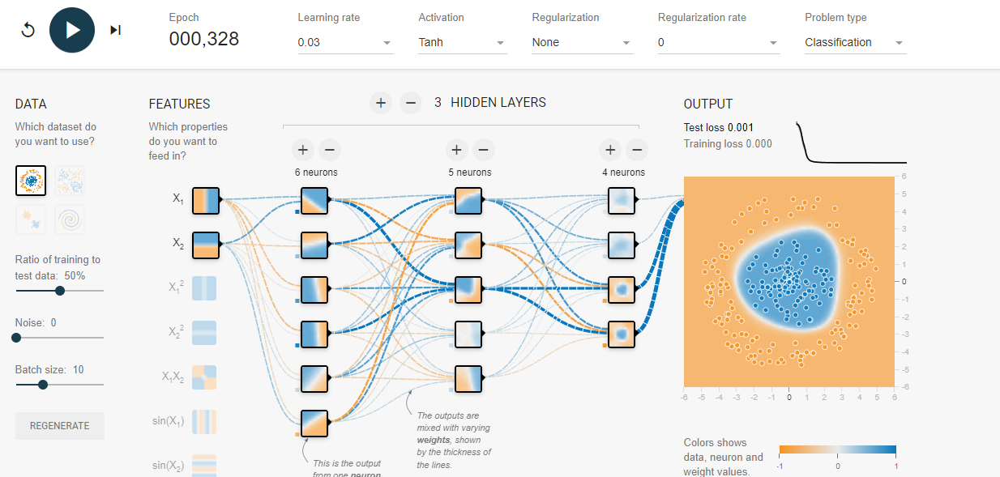 Epoch
000,328
Learning rate
0.03
Activation
Tanh
Regularization
None
Regularization rate
0
Problem type
Classification
DATA
Which dataset do
you want to use?
Ratio of training to
test data: 50%
Noise: 0
Batch size: 10
REGENERATE
FEATURES
Which properties
do you want to
feed in?
X₁
X₂
X₁²
X₂²
X₁X₂
sin(X₁)
sin(X₂)
+ − 3 HIDDEN LAYERS
+ −
6 neurons
+ −
5 neurons
+ −
4 neurons
The outputs are
mixed with varying
weights, shown
by the thickness of
the lines.
This is the output
from one neuron.
OUTPUT
Test loss 0.001
Training loss 0.000
6
5
4
3
2
1
0
-1
-2
-3
-4
-5
-6
-6 -5 -4 -3 -2 -1 0 1 2 3 4 5 6
Colors shows
data, neuron and
weight values.
-1 0 1